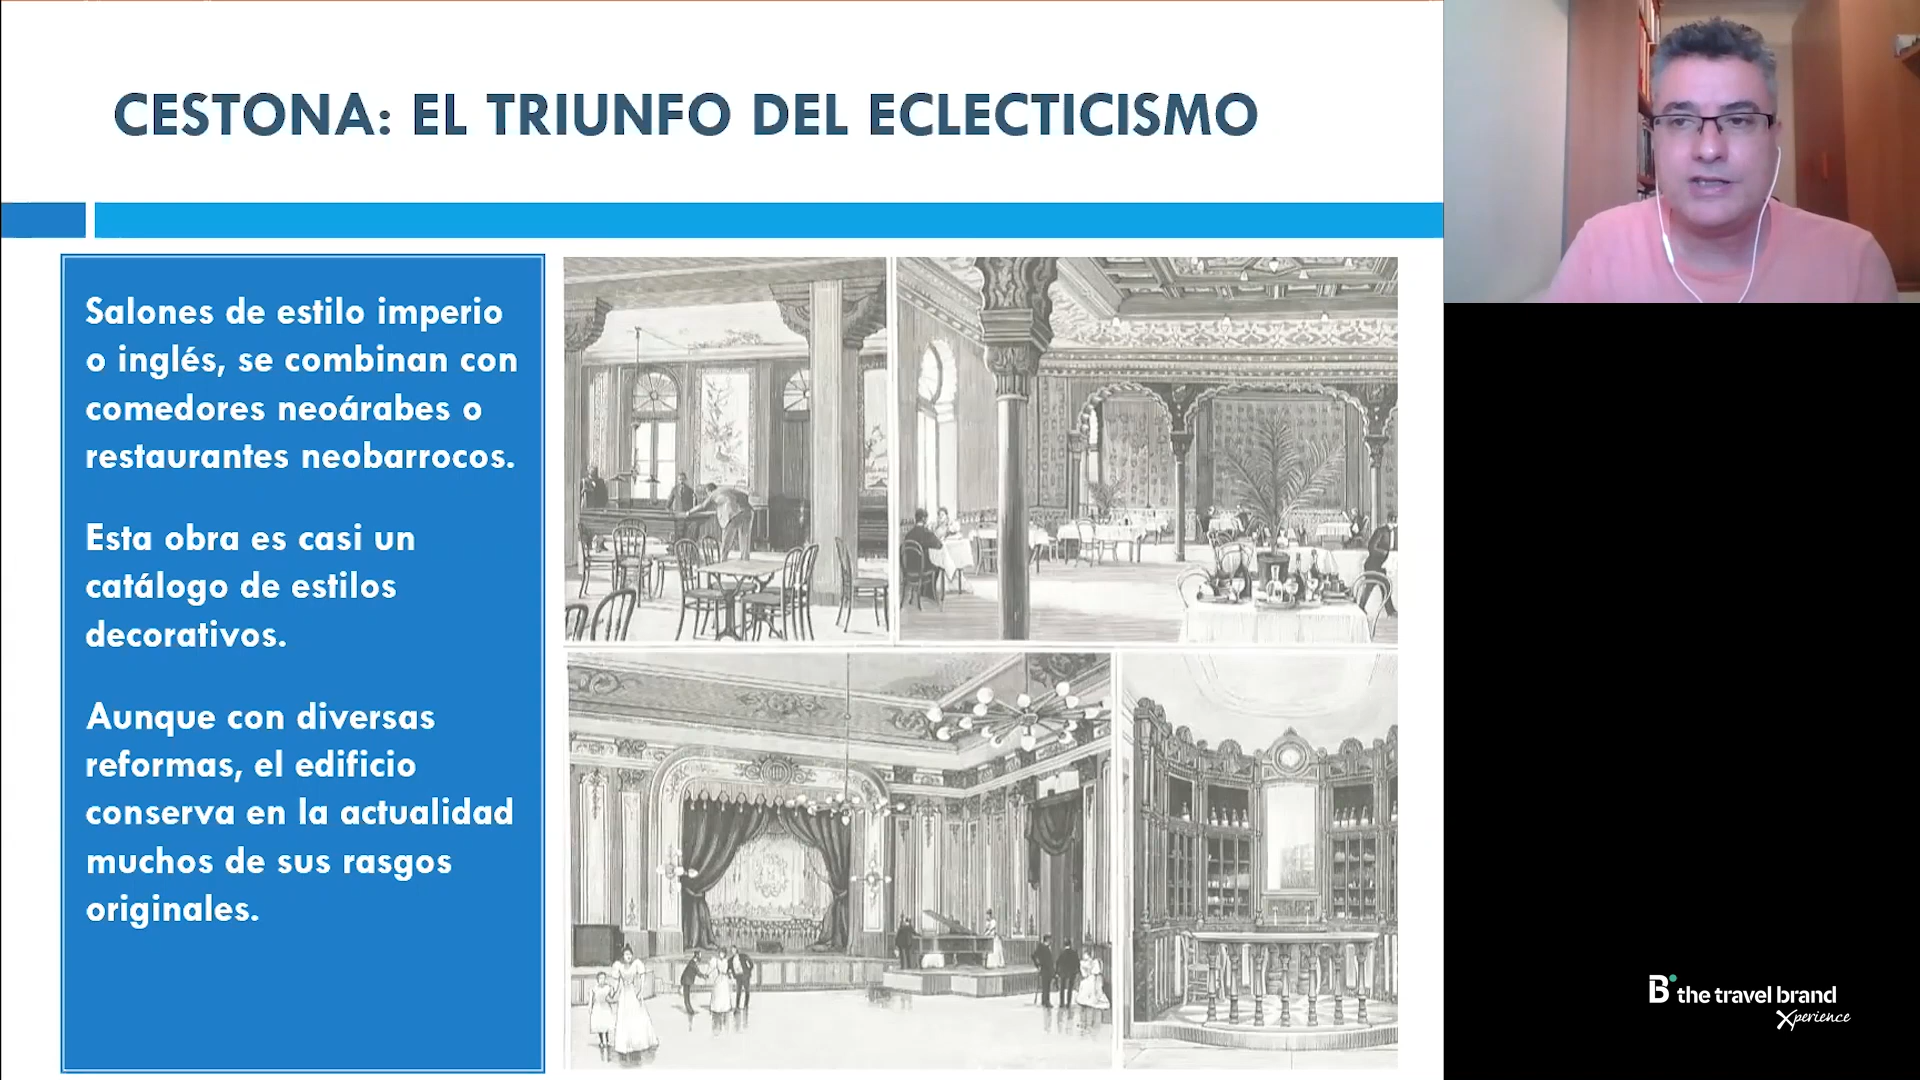 CESTONA: EL TRIUNFO DEL ECLECTICISMO
Salones de estilo imperio
o inglés, se combinan con
comedores neoárabes o
restaurantes neobarrocos.
Esta obra es casi un
catálogo de estilos
decorativos.
Aunque con diversas
reformas, el edificio
conserva en la actualidad
muchos de sus rasgos
originales.
B the travel brand
Xperience